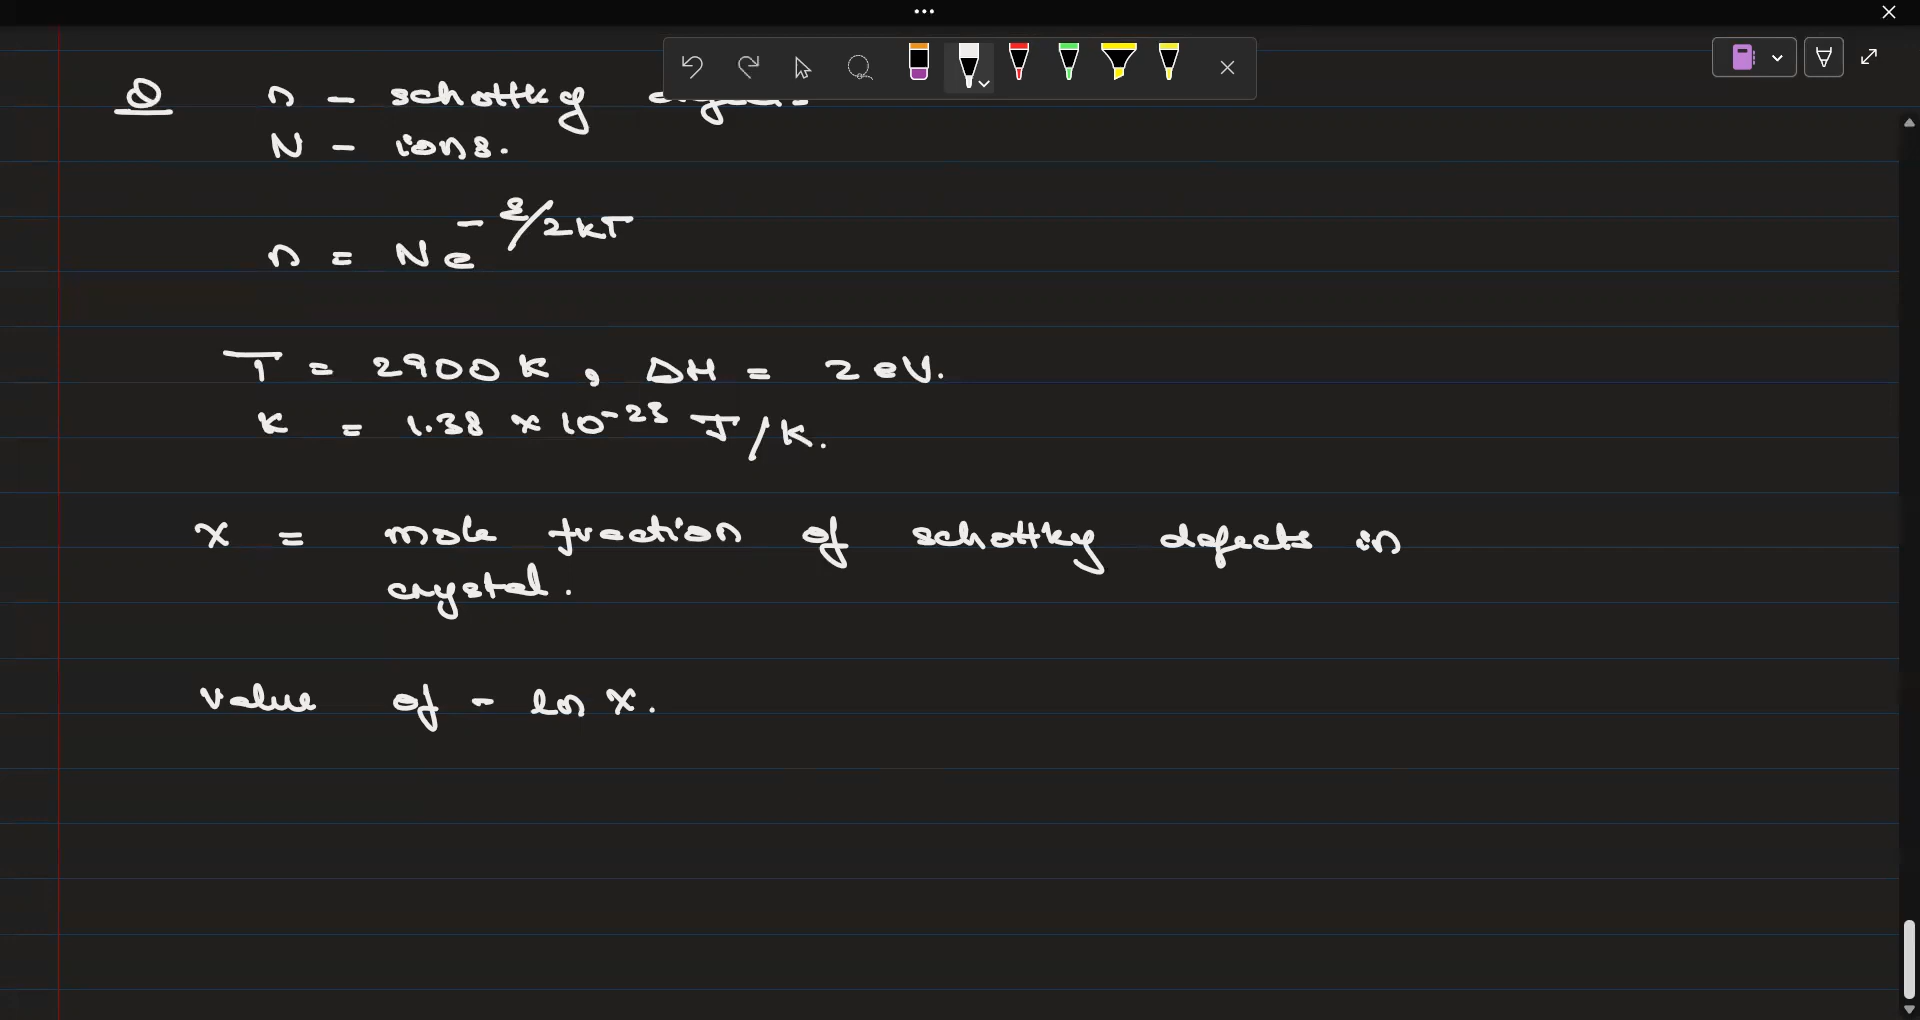 Q n - schottky
N - ions.
n = N e^{-ε/2kT}
T = 2900 K, ΔH = 2 eV.
K = 1.38 × 10^{-23} J/K.
x = mole fraction of schottky defects in
crystal.
value of - ln x.